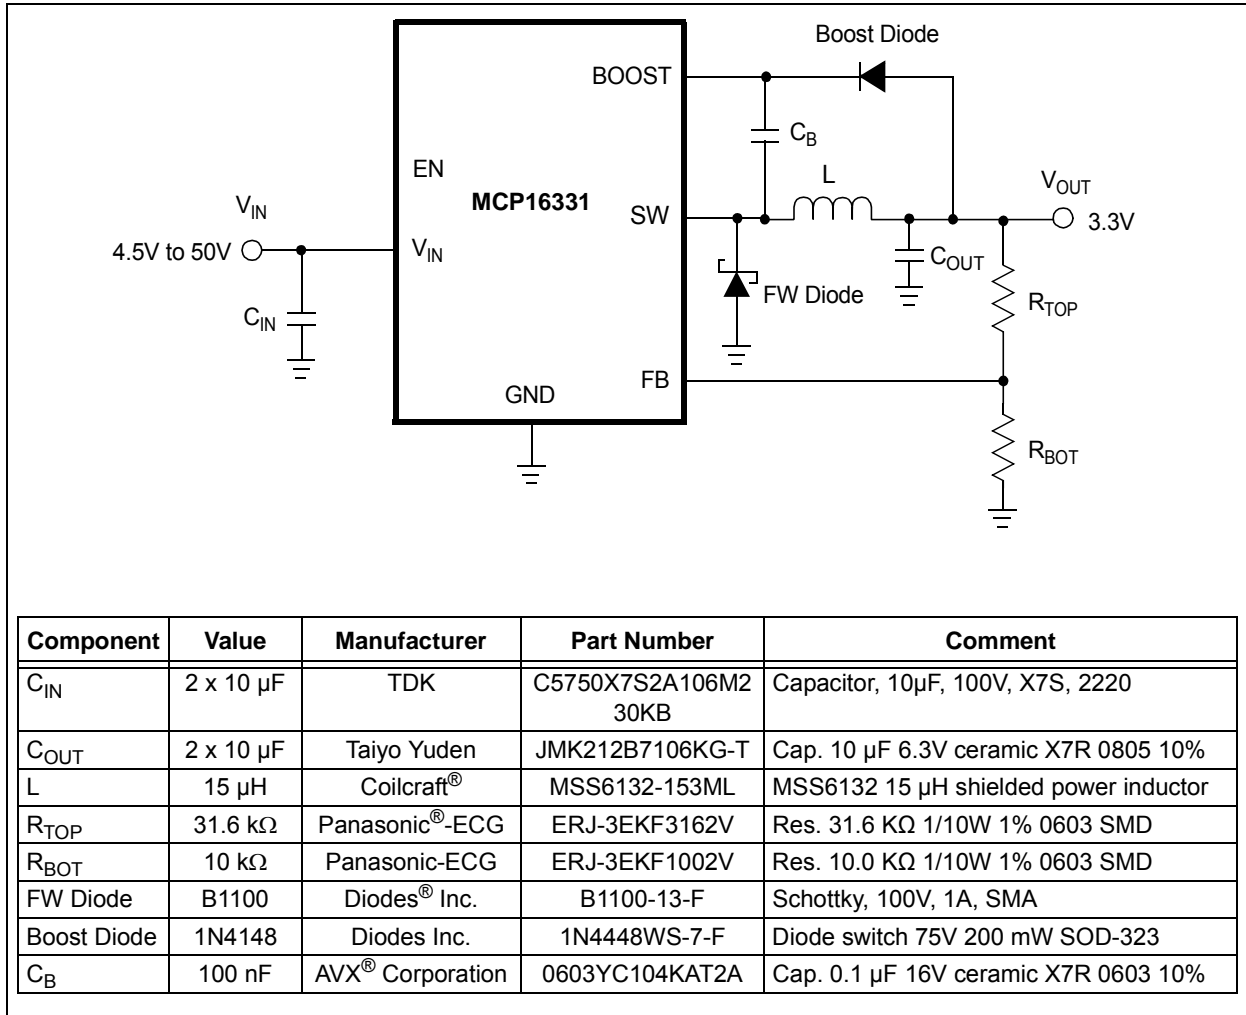 Boost Diode
BOOST
C_B
EN
MCP16331
L
V_IN
SW
V_OUT
4.5V to 50V
V_IN
3.3V
C_OUT
FW Diode
C_IN
R_TOP
FB
GND
R_BOT
Component Value Manufacturer Part Number Comment
C_IN 2 x 10 µF TDK C5750X7S2A106M2 Capacitor, 10µF, 100V, X7S, 2220
30KB
C_OUT 2 x 10 µF Taiyo Yuden JMK212B7106KG-T Cap. 10 µF 6.3V ceramic X7R 0805 10%
L 15 µH Coilcraft® MSS6132-153ML MSS6132 15 µH shielded power inductor
R_TOP 31.6 kΩ Panasonic®-ECG ERJ-3EKF3162V Res. 31.6 KΩ 1/10W 1% 0603 SMD
R_BOT 10 kΩ Panasonic-ECG ERJ-3EKF1002V Res. 10.0 KΩ 1/10W 1% 0603 SMD
FW Diode B1100 Diodes® Inc. B1100-13-F Schottky, 100V, 1A, SMA
Boost Diode 1N4148 Diodes Inc. 1N4448WS-7-F Diode switch 75V 200 mW SOD-323
C_B 100 nF AVX® Corporation 0603YC104KAT2A Cap. 0.1 µF 16V ceramic X7R 0603 10%